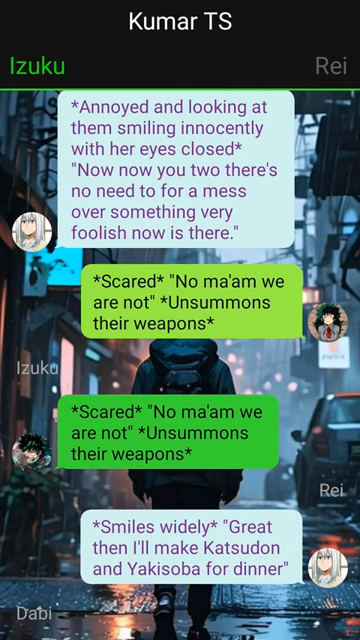 Kumar TS
Izuku
Rei
*Annoyed and looking at
them smiling innocently
with her eyes closed*
"Now now you two there's
no need to for a mess
over something very
foolish now is there."
*Scared* "No ma'am we
are not" *Unsummons
their weapons*
Izuku
*Scared* "No ma'am we
are not" *Unsummons
their weapons*
Rei
*Smiles widely* "Great
then I'll make Katsudon
and Yakisoba for dinner"
Dabi